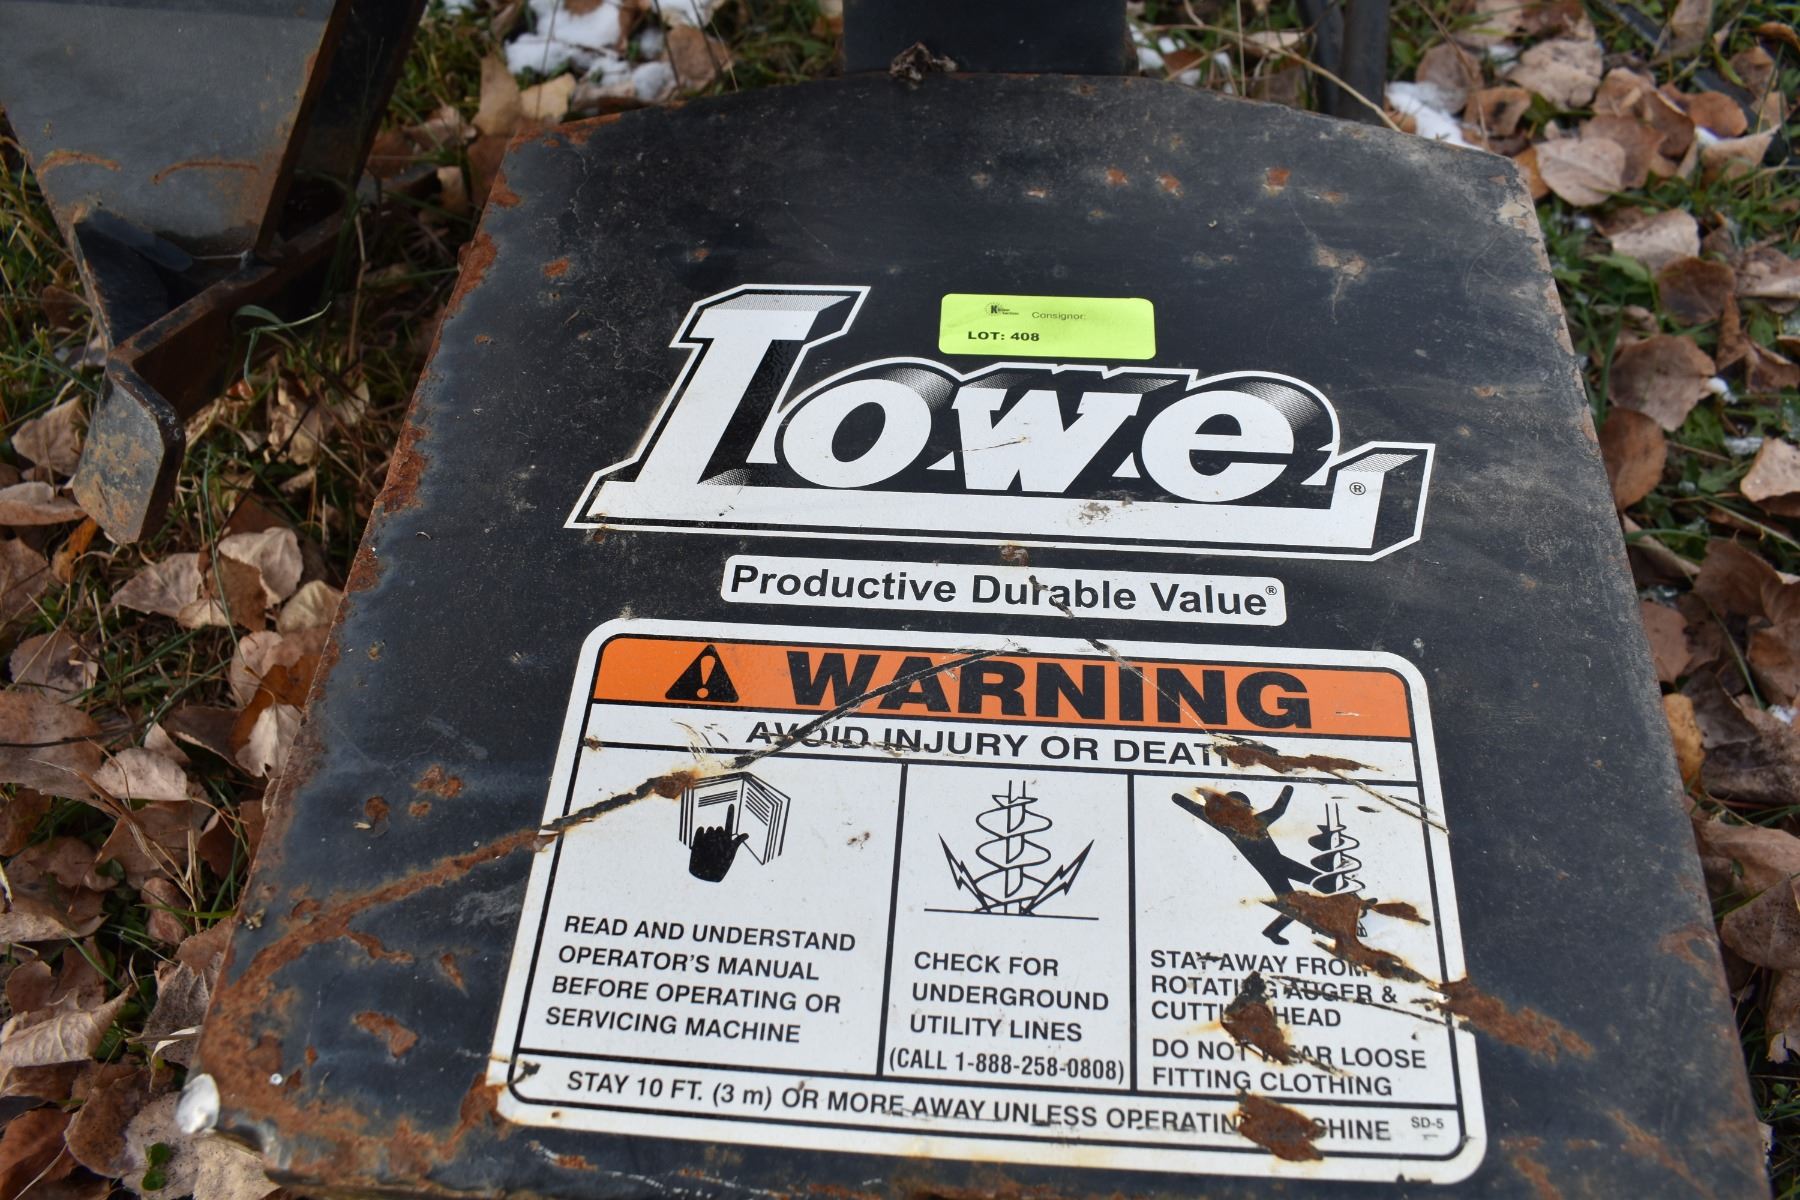 Consignor:
LOT: 408
Lowe®
Productive Durable Value®
WARNING
AVOID INJURY OR DEATH
READ AND UNDERSTAND
OPERATOR'S MANUAL
BEFORE OPERATING OR
SERVICING MACHINE
CHECK FOR
UNDERGROUND
UTILITY LINES
(CALL 1-888-258-0808)
STAY AWAY FROM
ROTATING AUGER &
CUTTING HEAD
DO NOT WEAR LOOSE
FITTING CLOTHING
STAY 10 FT. (3 m) OR MORE AWAY UNLESS OPERATING MACHINE
SD-5